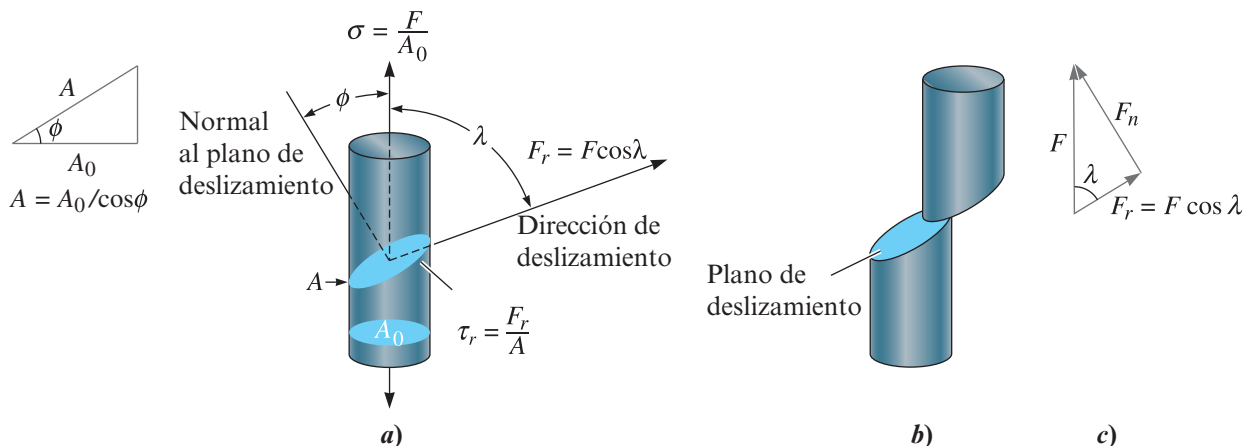 A
ϕ
A₀
A = A₀/cosϕ
σ = F/A₀
ϕ
Normal
al plano de
deslizamiento
λ
Fᵣ = Fcosλ
Dirección de
deslizamiento
A
A₀
τᵣ = Fᵣ/A
a)
Plano de
deslizamiento
b)
F
Fₙ
λ
Fᵣ = F cos λ
c)